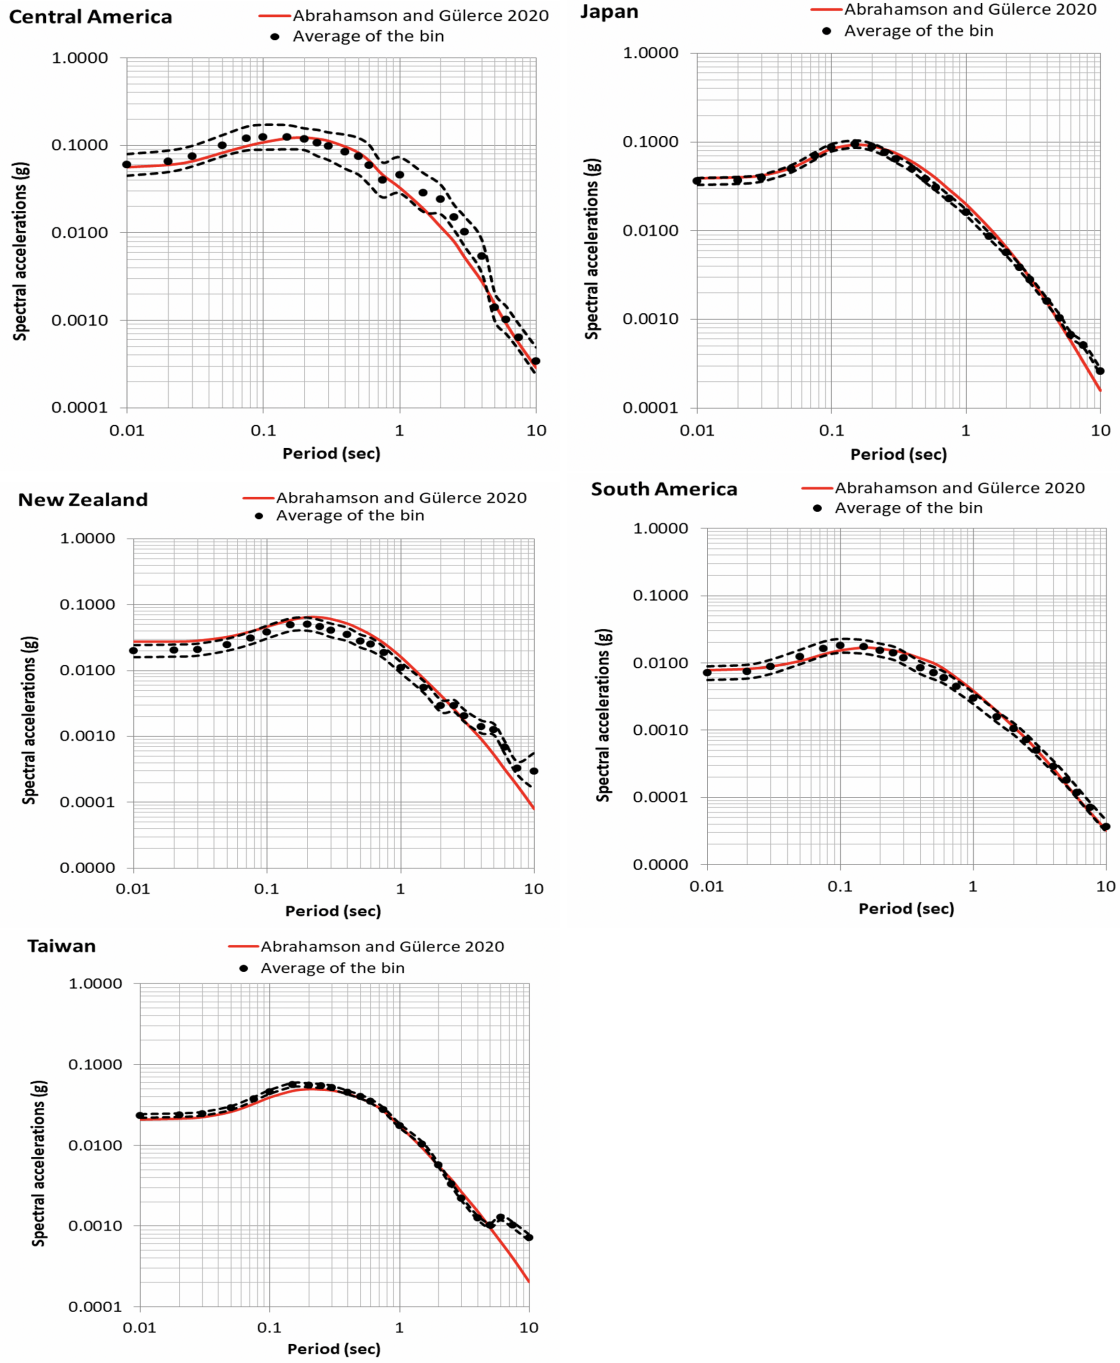 Central America
Abrahamson and Gülerce 2020
Average of the bin
1.0000
0.1000
0.0100
0.0010
0.0001
Spectral accelerations (g)
0.01 0.1 1 10
Period (sec)
Japan
Abrahamson and Gülerce 2020
Average of the bin
1.0000
0.1000
0.0100
0.0010
0.0001
Spectral accelerations (g)
0.01 0.1 1 10
Period (sec)
New Zealand
Abrahamson and Gülerce 2020
Average of the bin
1.0000
0.1000
0.0100
0.0010
0.0001
0.0000
Spectral accelerations (g)
0.01 0.1 1 10
Period (sec)
South America
Abrahamson and Gülerce 2020
Average of the bin
1.0000
0.1000
0.0100
0.0010
0.0001
0.0000
Spectral accelerations (g)
0.01 0.1 1 10
Period (sec)
Taiwan
Abrahamson and Gülerce 2020
Average of the bin
1.0000
0.1000
0.0100
0.0010
0.0001
Spectral accelerations (g)
0.01 0.1 1 10
Period (sec)